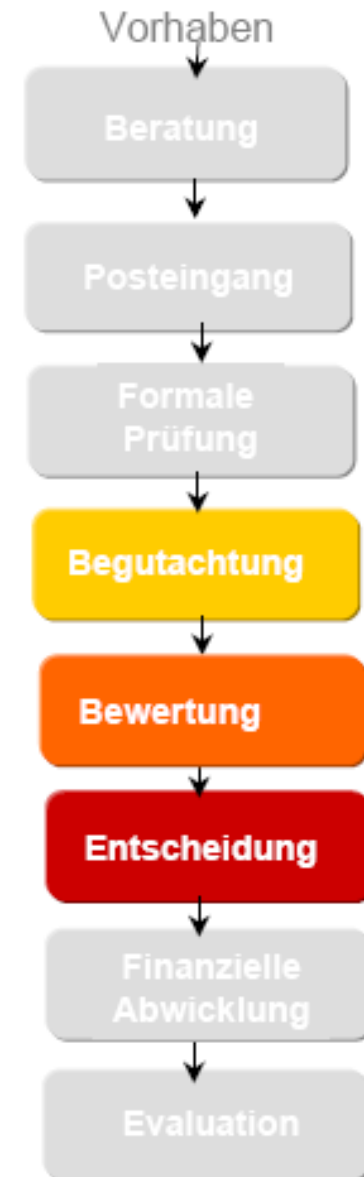 Vorhaben
Beratung
Posteingang
Formale
Prüfung
Begutachtung
Bewertung
Entscheidung
Finanzielle
Abwicklung
Evaluation